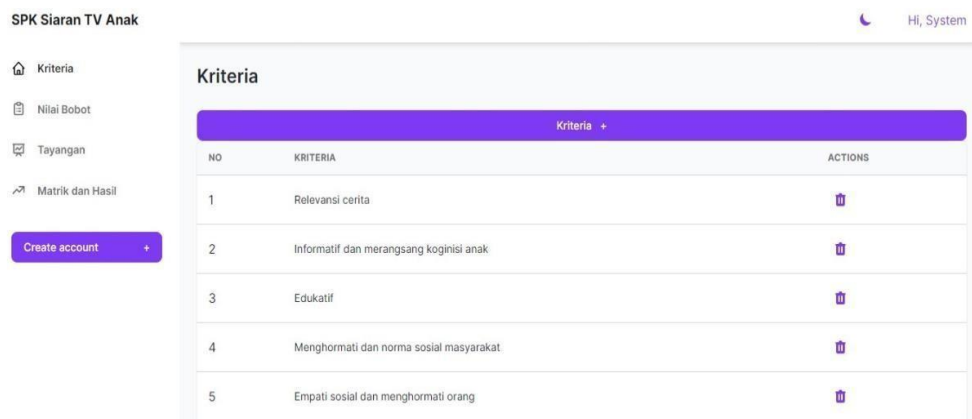 SPK Siaran TV Anak
Hi, System
Kriteria
Nilai Bobot
Tayangan
Matrik dan Hasil
Create account +
Kriteria
Kriteria +
NO KRITERIA ACTIONS
1 Relevansi cerita
2 Informatif dan merangsang koginisi anak
3 Edukatif
4 Menghormati dan norma sosial masyarakat
5 Empati sosial dan menghormati orang